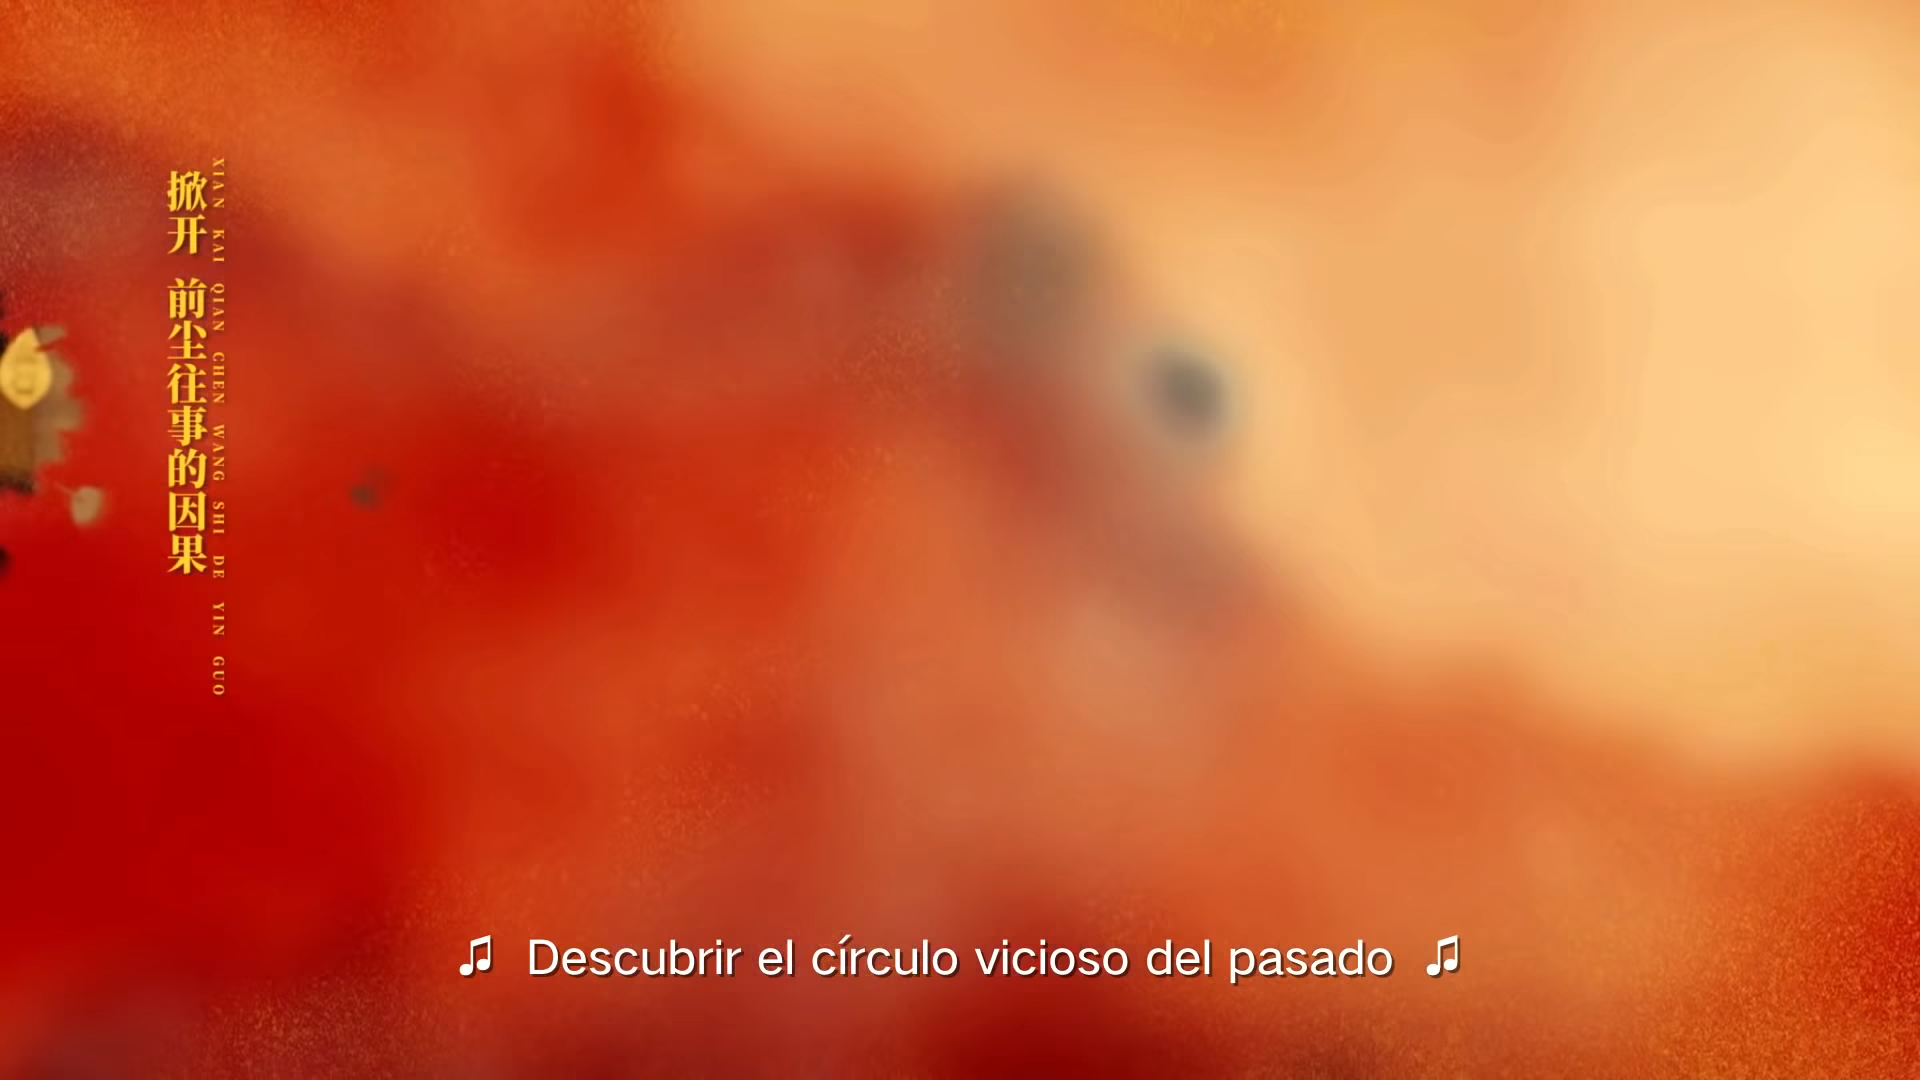 掀开 前尘往事的因果
XIAN KAI QIAN CHEN WANG SHI DE YIN GUO
♫ Descubrir el círculo vicioso del pasado ♫